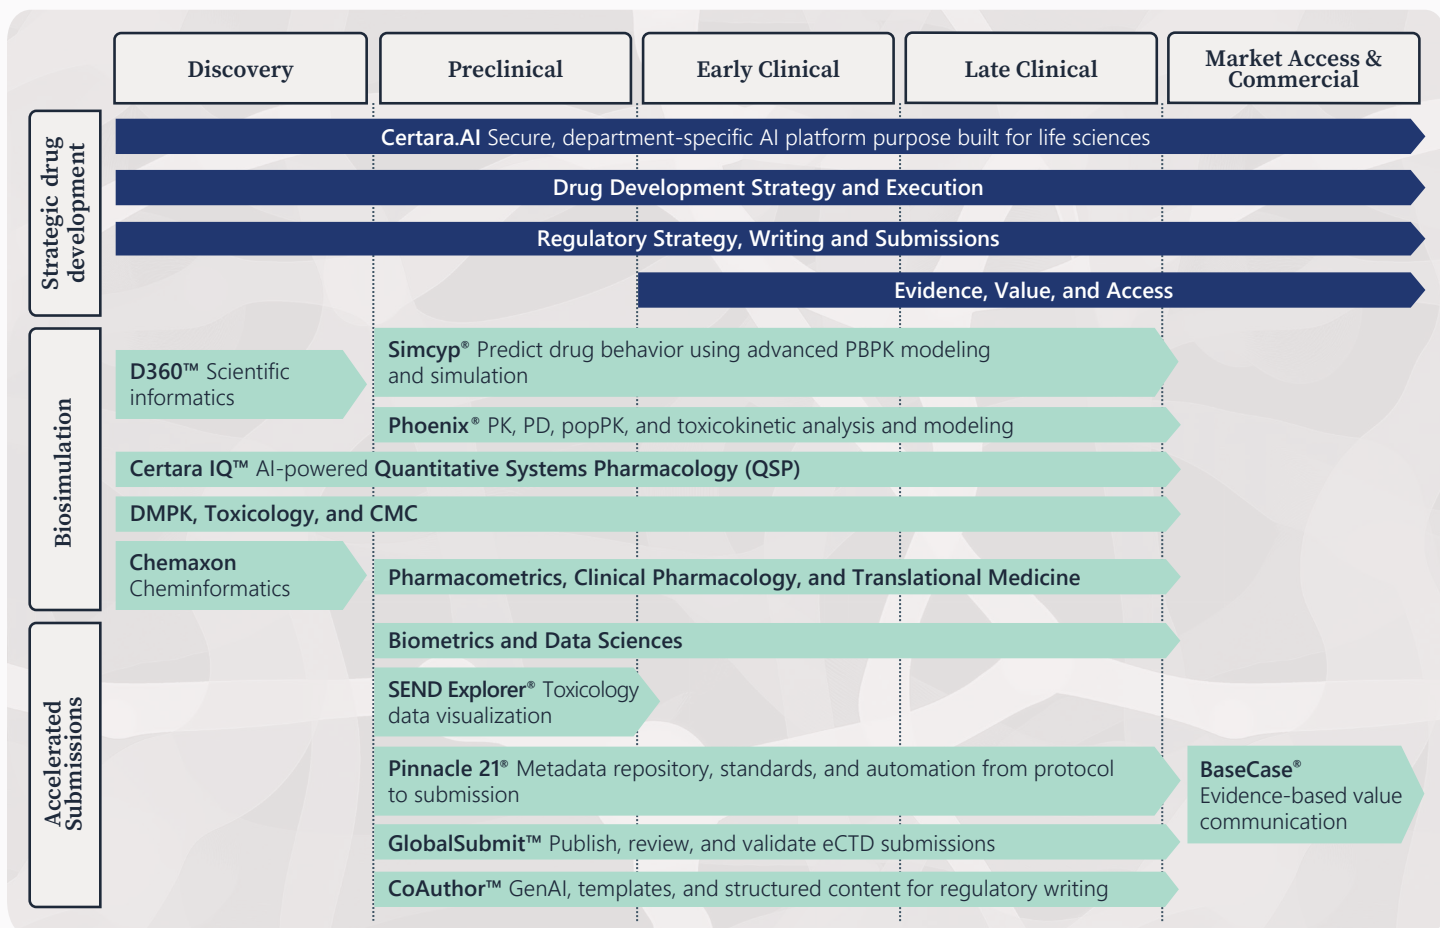 Discovery
Preclinical
Early Clinical
Late Clinical
Market Access &
Commercial
Strategic drug
development
Certara.AI Secure, department-specific AI platform purpose built for life sciences
Drug Development Strategy and Execution
Regulatory Strategy, Writing and Submissions
Evidence, Value, and Access
Biosimulation
D360™ Scientific
informatics
Simcyp® Predict drug behavior using advanced PBPK modeling
and simulation
Phoenix® PK, PD, popPK, and toxicokinetic analysis and modeling
Certara IQ™ AI-powered Quantitative Systems Pharmacology (QSP)
DMPK, Toxicology, and CMC
Chemaxon
Cheminformatics
Pharmacometrics, Clinical Pharmacology, and Translational Medicine
Accelerated
Submissions
Biometrics and Data Sciences
SEND Explorer® Toxicology
data visualization
Pinnacle 21® Metadata repository, standards, and automation from protocol
to submission
BaseCase®
Evidence-based value
communication
GlobalSubmit™ Publish, review, and validate eCTD submissions
CoAuthor™ GenAI, templates, and structured content for regulatory writing